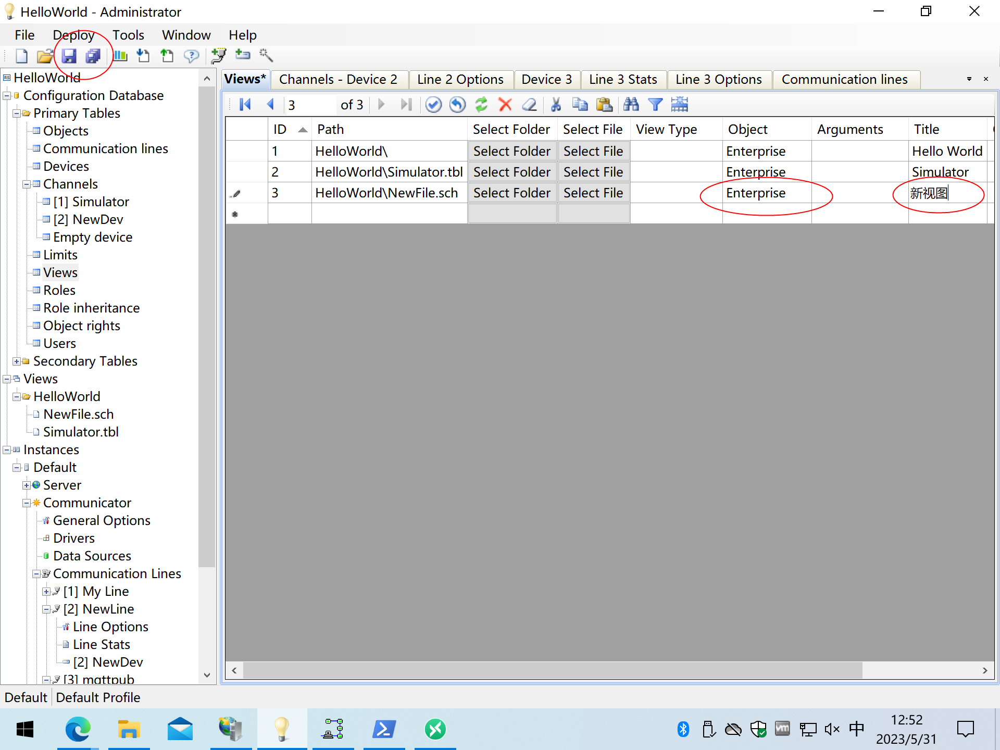 HelloWorld - Administrator
File Deploy Tools Window Help
HelloWorld
Configuration Database
Primary Tables
Objects
Communication lines
Devices
Channels
[1] Simulator
[2] NewDev
Empty device
Limits
Views
Roles
Role inheritance
Object rights
Users
Secondary Tables
Views
HelloWorld
NewFile.sch
Simulator.tbl
Instances
Default
Server
Communicator
General Options
Drivers
Data Sources
Communication Lines
[1] My Line
[2] NewLine
Line Options
Line Stats
[2] NewDev
[3] mqttpub
Views* Channels - Device 2 Line 2 Options Device 3 Line 3 Stats Line 3 Options Communication lines
3 of 3
ID Path Select Folder Select File View Type Object Arguments Title
1 HelloWorld\ Select Folder Select File Enterprise Hello World
2 HelloWorld\Simulator.tbl Select Folder Select File Enterprise Simulator
3 HelloWorld\NewFile.sch Select Folder Select File Enterprise 新视图
Default Default Profile
中
12:52
2023/5/31